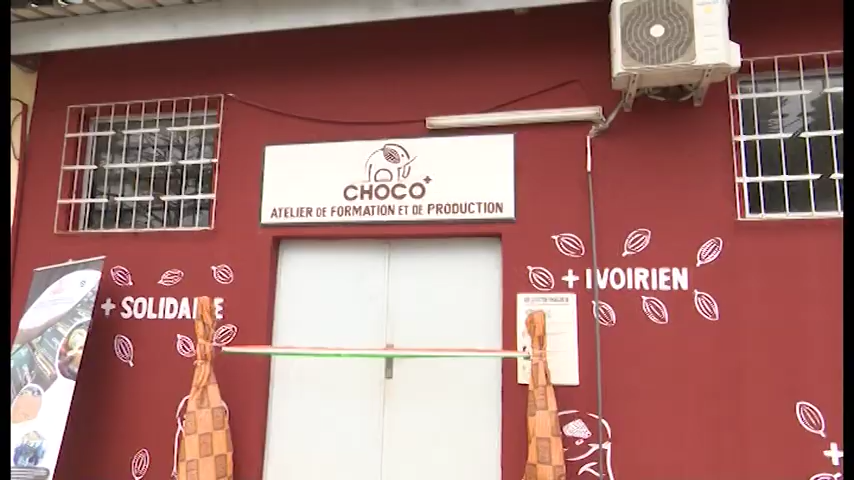 CHOCO+
ATELIER DE FORMATION ET DE PRODUCTION
+ SOLIDAIRE
+ IVOIRIEN
+